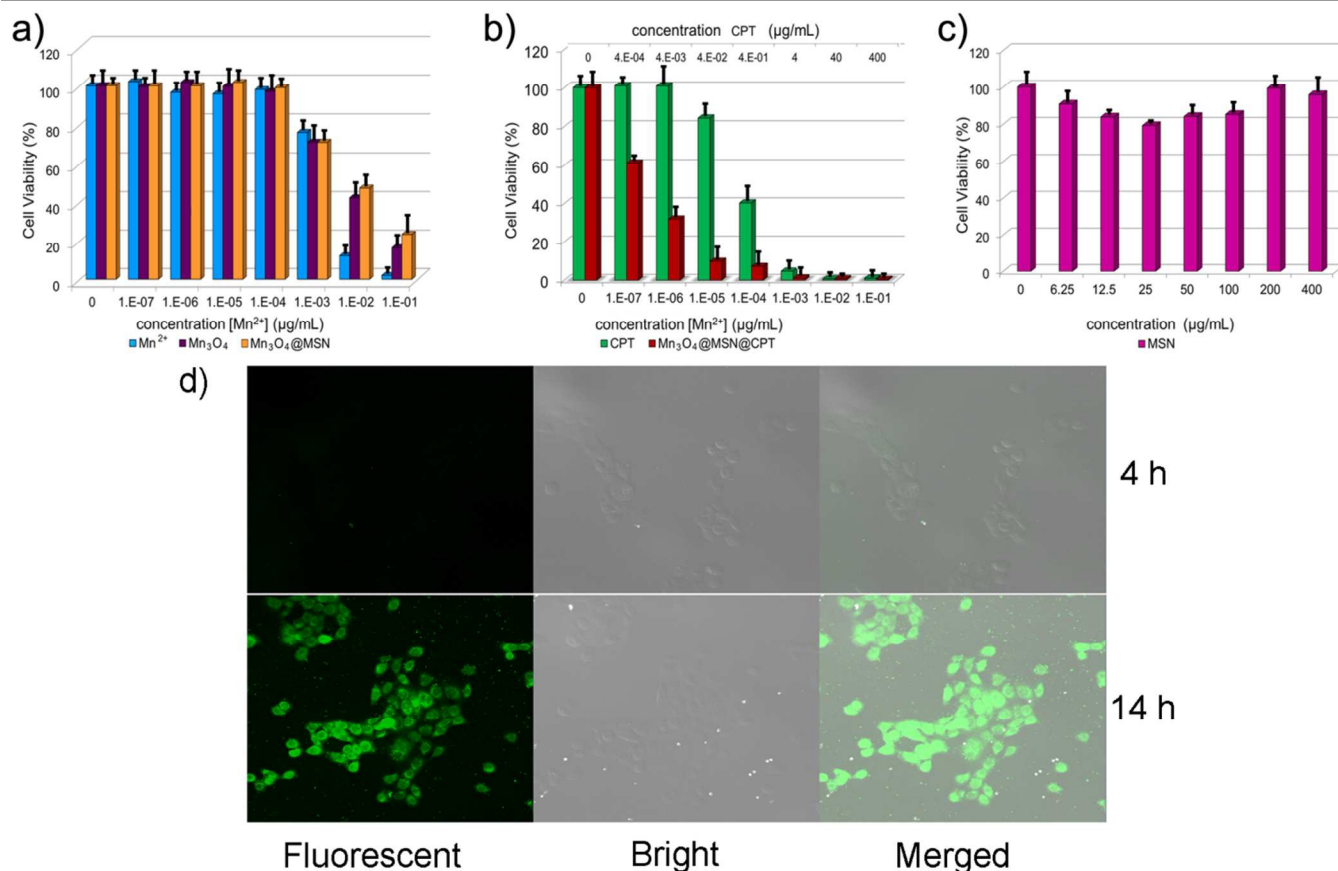 a)
120
100
80
60
40
20
0
Cell Viability (%)
0 1.E-07 1.E-06 1.E-05 1.E-04 1.E-03 1.E-02 1.E-01
concentration [Mn²⁺] (µg/mL)
Mn²⁺ Mn₃O₄ Mn₃O₄@MSN
b)
concentration CPT (µg/mL)
0 4.E-04 4.E-03 4.E-02 4.E-01 4 40 400
120
100
80
60
40
20
0
Cell Viability (%)
0 1.E-07 1.E-06 1.E-05 1.E-04 1.E-03 1.E-02 1.E-01
concentration [Mn²⁺] (µg/mL)
CPT Mn₃O₄@MSN@CPT
c)
120
100
80
60
40
20
0
Cell Viability (%)
0 6.25 12.5 25 50 100 200 400
concentration (µg/mL)
MSN
d)
4 h
14 h
Fluorescent Bright Merged